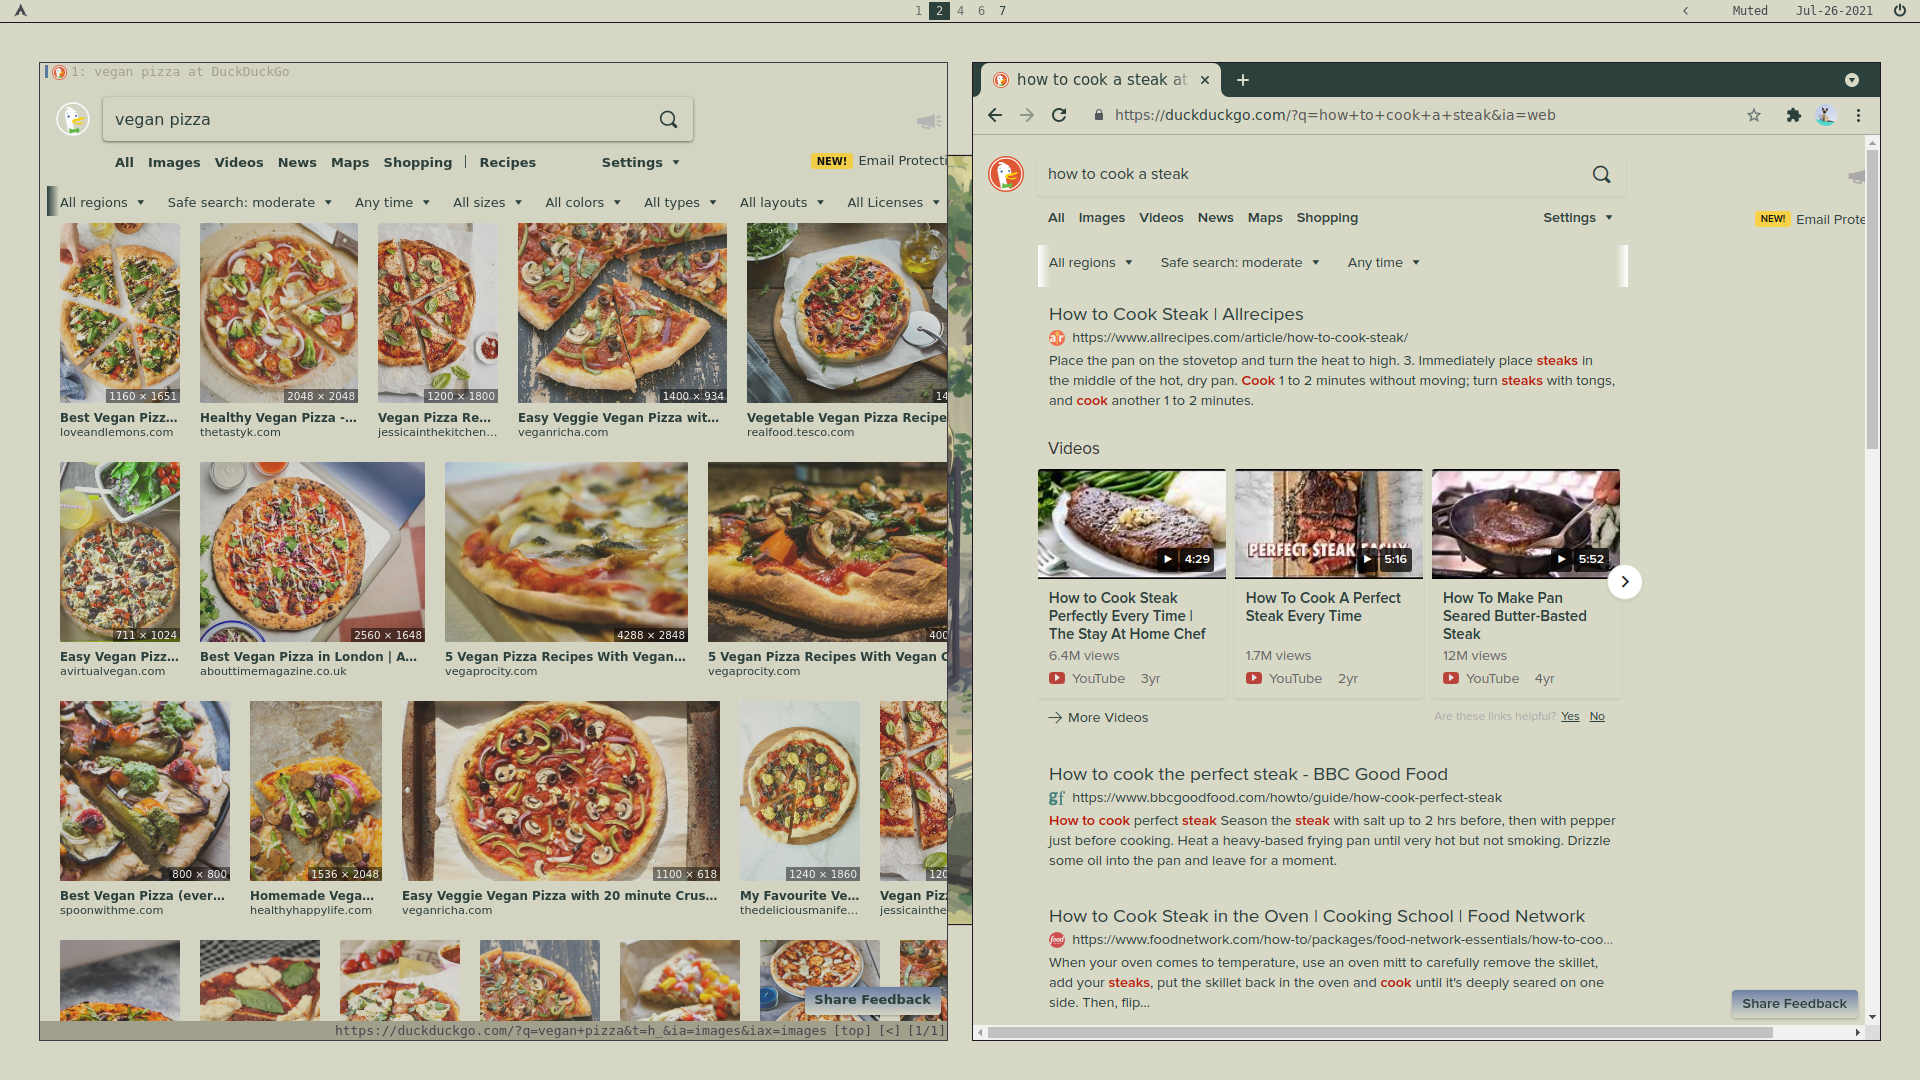 1 2 4 6 7
Muted Jul-26-2021
1: vegan pizza at DuckDuckGo
vegan pizza
All Images Videos News Maps Shopping | Recipes Settings
NEW! Email Protecti
All regions Safe search: moderate Any time All sizes All colors All types All layouts All Licenses
1160 × 1651 2048 × 2048 1200 × 1800 1400 × 934 14
Best Vegan Pizz... Healthy Vegan Pizza -... Vegan Pizza Re... Easy Veggie Vegan Pizza wit... Vegetable Vegan Pizza Recipe
loveandlemons.com thetastyk.com jessicainthekitchen... veganricha.com realfood.tesco.com
711 × 1024 2560 × 1648 4288 × 2848 400
Easy Vegan Pizz... Best Vegan Pizza in London | A... 5 Vegan Pizza Recipes With Vegan... 5 Vegan Pizza Recipes With Vegan C
avirtualvegan.com abouttimemagazine.co.uk vegaprocity.com vegaprocity.com
800 × 800 1536 × 2048 1100 × 618 1240 × 1860 120
Best Vegan Pizza (ever... Homemade Vega... Easy Veggie Vegan Pizza with 20 minute Crus... My Favourite Ve... Vegan Piz
spoonwithme.com healthyhappylife.com veganricha.com thedeliciousmanife... jessicainthe
Share Feedback
https://duckduckgo.com/?q=vegan+pizza&t=h_&ia=images&iax=images [top] [<] [1/1]
how to cook a steak at
https://duckduckgo.com/?q=how+to+cook+a+steak&ia=web
how to cook a steak
All Images Videos News Maps Shopping Settings
NEW! Email Prote
All regions Safe search: moderate Any time
How to Cook Steak | Allrecipes
ar https://www.allrecipes.com/article/how-to-cook-steak/
Place the pan on the stovetop and turn the heat to high. 3. Immediately place steaks in
the middle of the hot, dry pan. Cook 1 to 2 minutes without moving; turn steaks with tongs,
and cook another 1 to 2 minutes.
Videos
PERFECT STEAK EASILY
4:29 5:16 5:52
How to Cook Steak Perfectly Every Time | The Stay At Home Chef
6.4M views
YouTube 3yr
How To Cook A Perfect Steak Every Time
1.7M views
YouTube 2yr
How To Make Pan Seared Butter-Basted Steak
12M views
YouTube 4yr
More Videos
Are these links helpful? Yes No
How to cook the perfect steak - BBC Good Food
gf https://www.bbcgoodfood.com/howto/guide/how-cook-perfect-steak
How to cook perfect steak Season the steak with salt up to 2 hrs before, then with pepper
just before cooking. Heat a heavy-based frying pan until very hot but not smoking. Drizzle
some oil into the pan and leave for a moment.
How to Cook Steak in the Oven | Cooking School | Food Network
food https://www.foodnetwork.com/how-to/packages/food-network-essentials/how-to-coo...
When your oven comes to temperature, use an oven mitt to carefully remove the skillet,
add your steaks, put the skillet back in the oven and cook until it's deeply seared on one
side. Then, flip...
Share Feedback